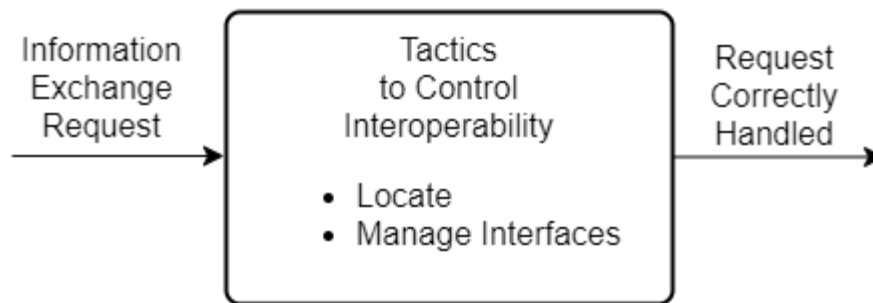 Information
Exchange
Request
Tactics
to Control
Interoperability
• Locate
• Manage Interfaces
Request
Correctly
Handled